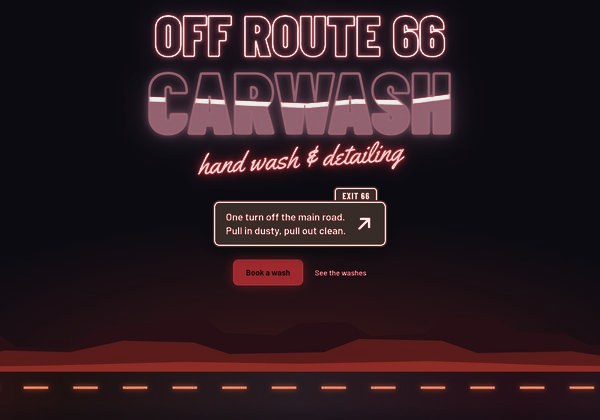 OFF ROUTE 66
CARWASH
hand wash & detailing
EXIT 66
One turn off the main road.
Pull in dusty, pull out clean.
Book a wash
See the washes